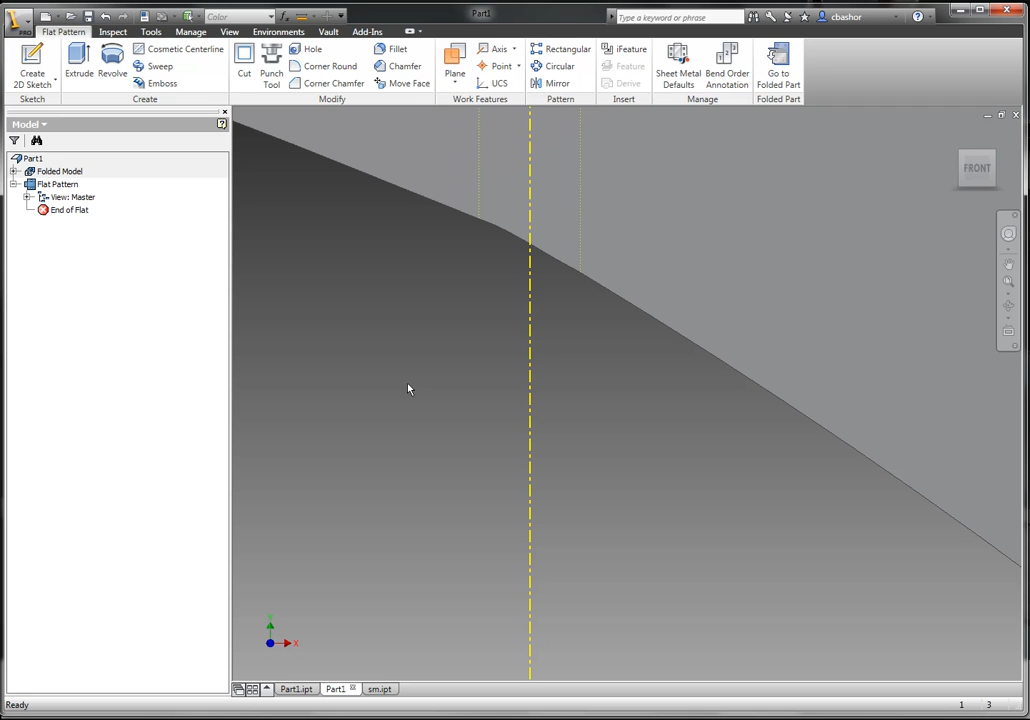 Color
Part1
Type a keyword or phrase
cbashor
PRO
Flat Pattern Inspect Tools Manage View Environments Vault Add-Ins
Create 2D Sketch
Extrude Revolve
Cosmetic Centerline
Sweep
Emboss
Cut Punch Tool
Hole
Corner Round
Corner Chamfer
Fillet
Chamfer
Move Face
Plane
Axis
Point
UCS
Rectangular
Circular
Mirror
iFeature
Feature
Derive
Sheet Metal Defaults Bend Order Annotation
Go to Folded Part
Sketch Create Modify Work Features Pattern Insert Manage Folded Part
Model
Part1
Folded Model
Flat Pattern
View: Master
End of Flat
FRONT
X
Part1.ipt Part1 sm.ipt
Ready 1 3